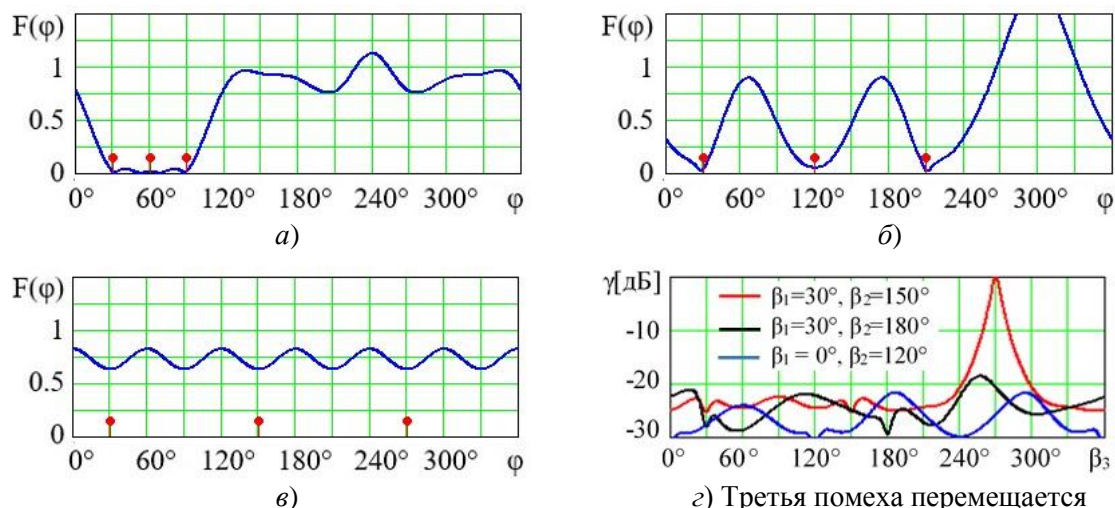 F(φ)
1
0.5
0
0° 60° 120° 180° 240° 300° φ
а)
F(φ)
1
0.5
0
0° 60° 120° 180° 240° 300° φ
б)
F(φ)
1
0.5
0
0° 60° 120° 180° 240° 300° φ
в)
γ[дБ]
-10
-20
-30
β₁=30°, β₂=150°
β₁=30°, β₂=180°
β₁ = 0°, β₂=120°
0° 60° 120° 180° 240° 300° β₃
г) Третья помеха перемещается